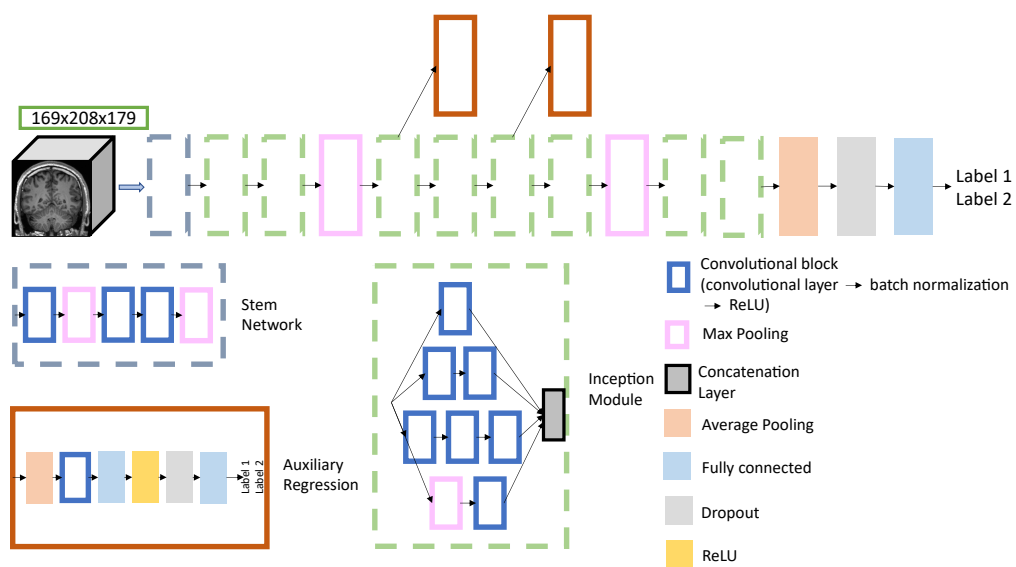 169x208x179
Label 1
Label 2
Stem
Network
Inception
Module
Auxiliary
Regression
Label 1
Label 2
Convolutional block
(convolutional layer → batch normalization
→ ReLU)
Max Pooling
Concatenation
Layer
Average Pooling
Fully connected
Dropout
ReLU